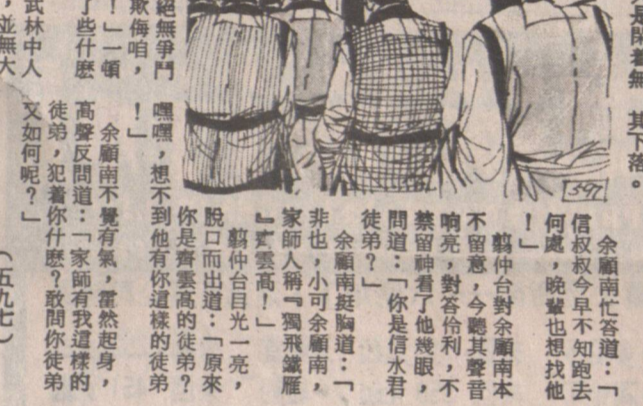 其下落。
597
絕無爭鬥
欺侮咱,
!」一頓
了些什麽
武林中人
,並無大
余顧南忙答道:「
信叔叔今早不知跑去
何處,晚輩也想找他
!」
翳仲台對余顧南本
不留意,今聽其聲音
响亮,對答伶利,不
禁留神看了他幾眼,
問道:「你是信水君
徒弟?」
余顧南挺胸道:「
非也,小可余顧南,
家師人稱『獨飛鐵雁
』齊雲高!」
翳仲台目光一亮,
脫口而出道:「原來
你是齊雲高的徒弟?
嘿嘿,想不到他有你這樣的徒弟
!」
余顧南不覺有氣,霍然起身,
高聲反問道:「家師有我這樣的
徒弟,犯着你什麽?敢問你徒弟
又如何呢?」
(五九七)